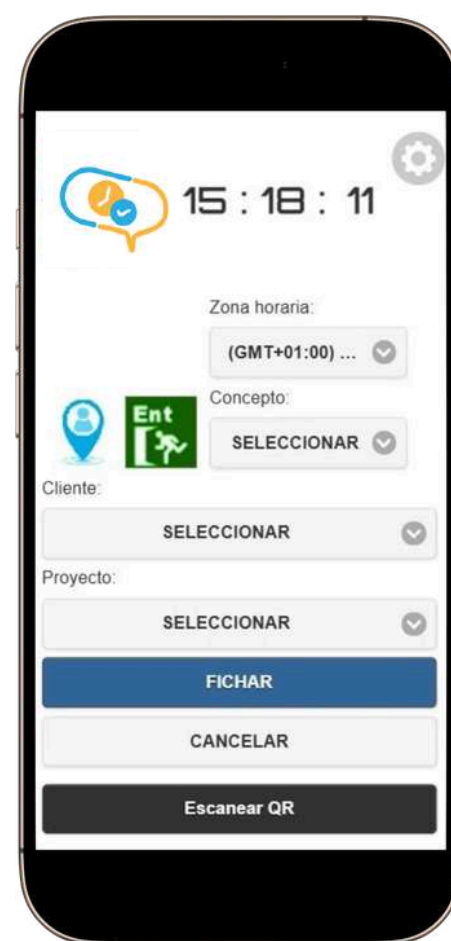 15 : 18 : 11
Zona horaria:
(GMT+01:00) ...
Concepto:
Ent
SELECCIONAR
Cliente:
SELECCIONAR
Proyecto:
SELECCIONAR
FICHAR
CANCELAR
Escanear QR